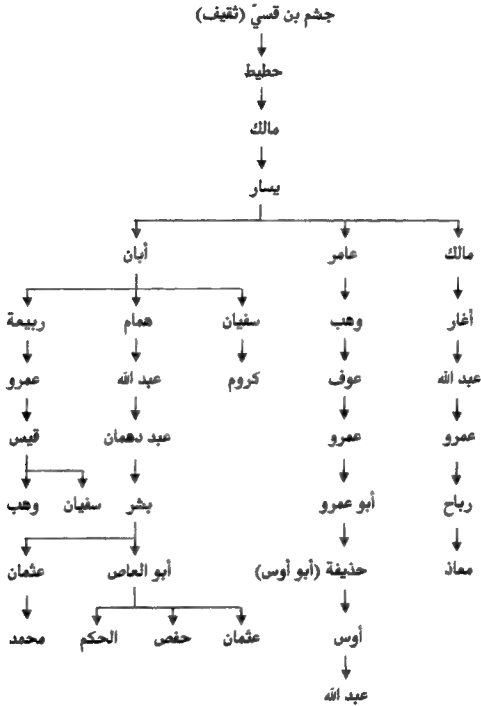 جشم بن قسيّ (ثقيف)
حطيط
مالك
يسار
مالك عامر أبان
أغار وهب سفيان همام ربيعة
عبد الله عوف كروم عبد الله عمرو
عمرو عمرو عبد دهمان قيس
رباح أبو عمرو بشر سفيان وهب
معاذ حذيفة (أبو أوس) أبو العاص عثمان
أوس عثمان حفص الحكم محمد
عبد الله